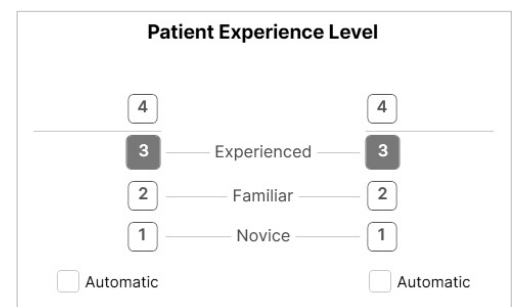 Patient Experience Level
4 4
3 Experienced 3
2 Familiar 2
1 Novice 1
Automatic Automatic